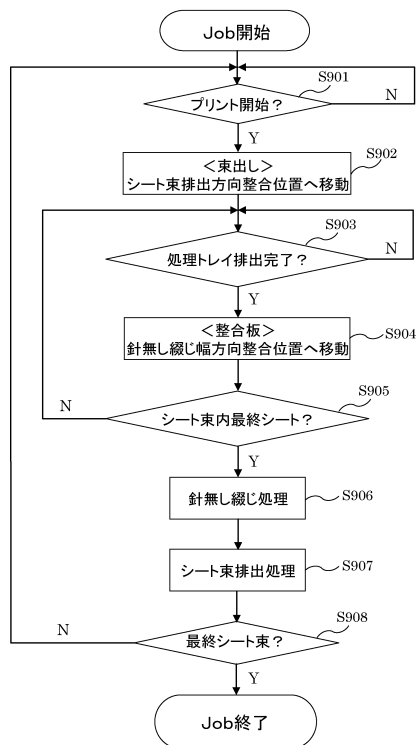 Job開始
S901
プリント開始？
N
Y
S902
＜束出し＞
シート束排出方向整合位置へ移動
S903
処理トレイ排出完了？
N
Y
＜整合板＞
針無し綴じ幅方向整合位置へ移動
S904
S905
シート束内最終シート？
N
Y
針無し綴じ処理
S906
シート束排出処理
S907
S908
最終シート束？
N
Y
Job終了